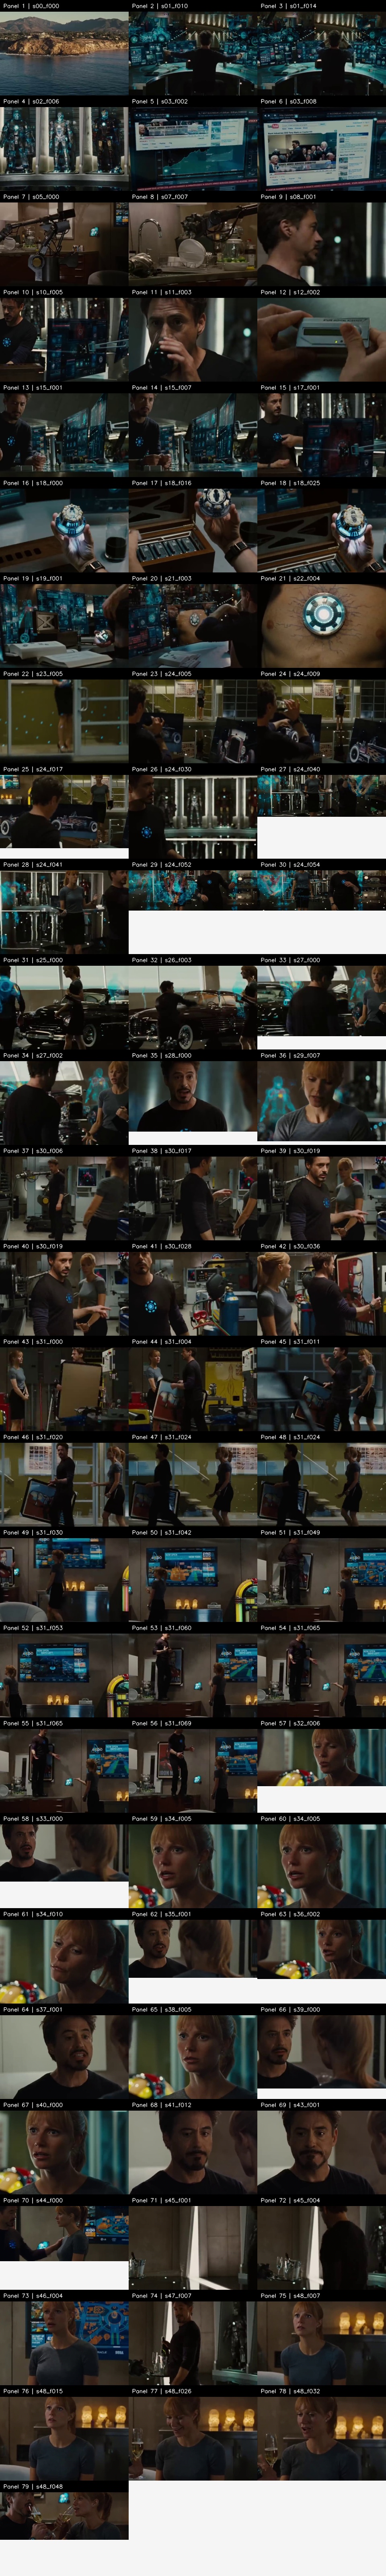 Panel 1 | s00_f000
Panel 2 | s01_f010
Panel 3 | s01_f014
Panel 4 | s02_f006
Panel 5 | s03_f002
Panel 6 | s03_f008
Panel 7 | s05_f000
Panel 8 | s07_f007
Panel 9 | s08_f001
Panel 10 | s10_f005
Panel 11 | s11_f003
Panel 12 | s12_f002
Panel 13 | s15_f001
Panel 14 | s15_f007
Panel 15 | s17_f001
Panel 16 | s18_f000
Panel 17 | s18_f016
Panel 18 | s18_f025
Panel 19 | s19_f001
Panel 20 | s21_f003
Panel 21 | s22_f004
Panel 22 | s23_f005
Panel 23 | s24_f005
Panel 24 | s24_f009
Panel 25 | s24_f017
Panel 26 | s24_f030
Panel 27 | s24_f040
Panel 28 | s24_f041
Panel 29 | s24_f052
Panel 30 | s24_f054
Panel 31 | s25_f000
Panel 32 | s26_f003
Panel 33 | s27_f000
Panel 34 | s27_f002
Panel 35 | s28_f000
Panel 36 | s29_f007
Panel 37 | s30_f006
Panel 38 | s30_f017
Panel 39 | s30_f019
Panel 40 | s30_f019
Panel 41 | s30_f028
Panel 42 | s30_f036
Panel 43 | s31_f000
Panel 44 | s31_f004
Panel 45 | s31_f011
Panel 46 | s31_f020
Panel 47 | s31_f024
Panel 48 | s31_f024
Panel 49 | s31_f030
Panel 50 | s31_f042
Panel 51 | s31_f049
Panel 52 | s31_f053
Panel 53 | s31_f060
Panel 54 | s31_f065
Panel 55 | s31_f065
Panel 56 | s31_f069
Panel 57 | s32_f006
Panel 58 | s33_f000
Panel 59 | s34_f005
Panel 60 | s34_f005
Panel 61 | s34_f010
Panel 62 | s35_f001
Panel 63 | s36_f002
Panel 64 | s37_f001
Panel 65 | s38_f005
Panel 66 | s39_f000
Panel 67 | s40_f000
Panel 68 | s41_f012
Panel 69 | s43_f001
Panel 70 | s44_f000
Panel 71 | s45_f001
Panel 72 | s45_f004
Panel 73 | s46_f004
Panel 74 | s47_f007
Panel 75 | s48_f007
Panel 76 | s48_f015
Panel 77 | s48_f026
Panel 78 | s48_f032
Panel 79 | s48_f048